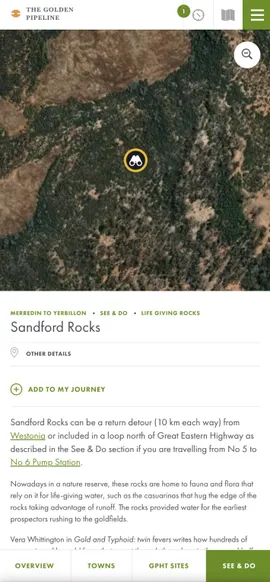 THE GOLDEN
PIPELINE
1
MERREDIN TO YERBILLON • SEE & DO • LIFE GIVING ROCKS
Sandford Rocks
OTHER DETAILS
ADD TO MY JOURNEY
Sandford Rocks can be a return detour (10 km each way) from
Westonia or included in a loop north of Great Eastern Highway as
described in the See & Do section if you are travelling from No 5 to
No 6 Pump Station.
Nowadays in a nature reserve, these rocks are home to fauna and flora that
rely on it for life-giving water, such as the casuarinas that hug the edge of the
rocks taking advantage of runoff. The rocks provided water for the earliest
prospectors rushing to the goldfields.
Vera Whittington in Gold and Typhoid: twin fevers writes how hundreds of
OVERVIEW TOWNS GPHT SITES SEE & DO